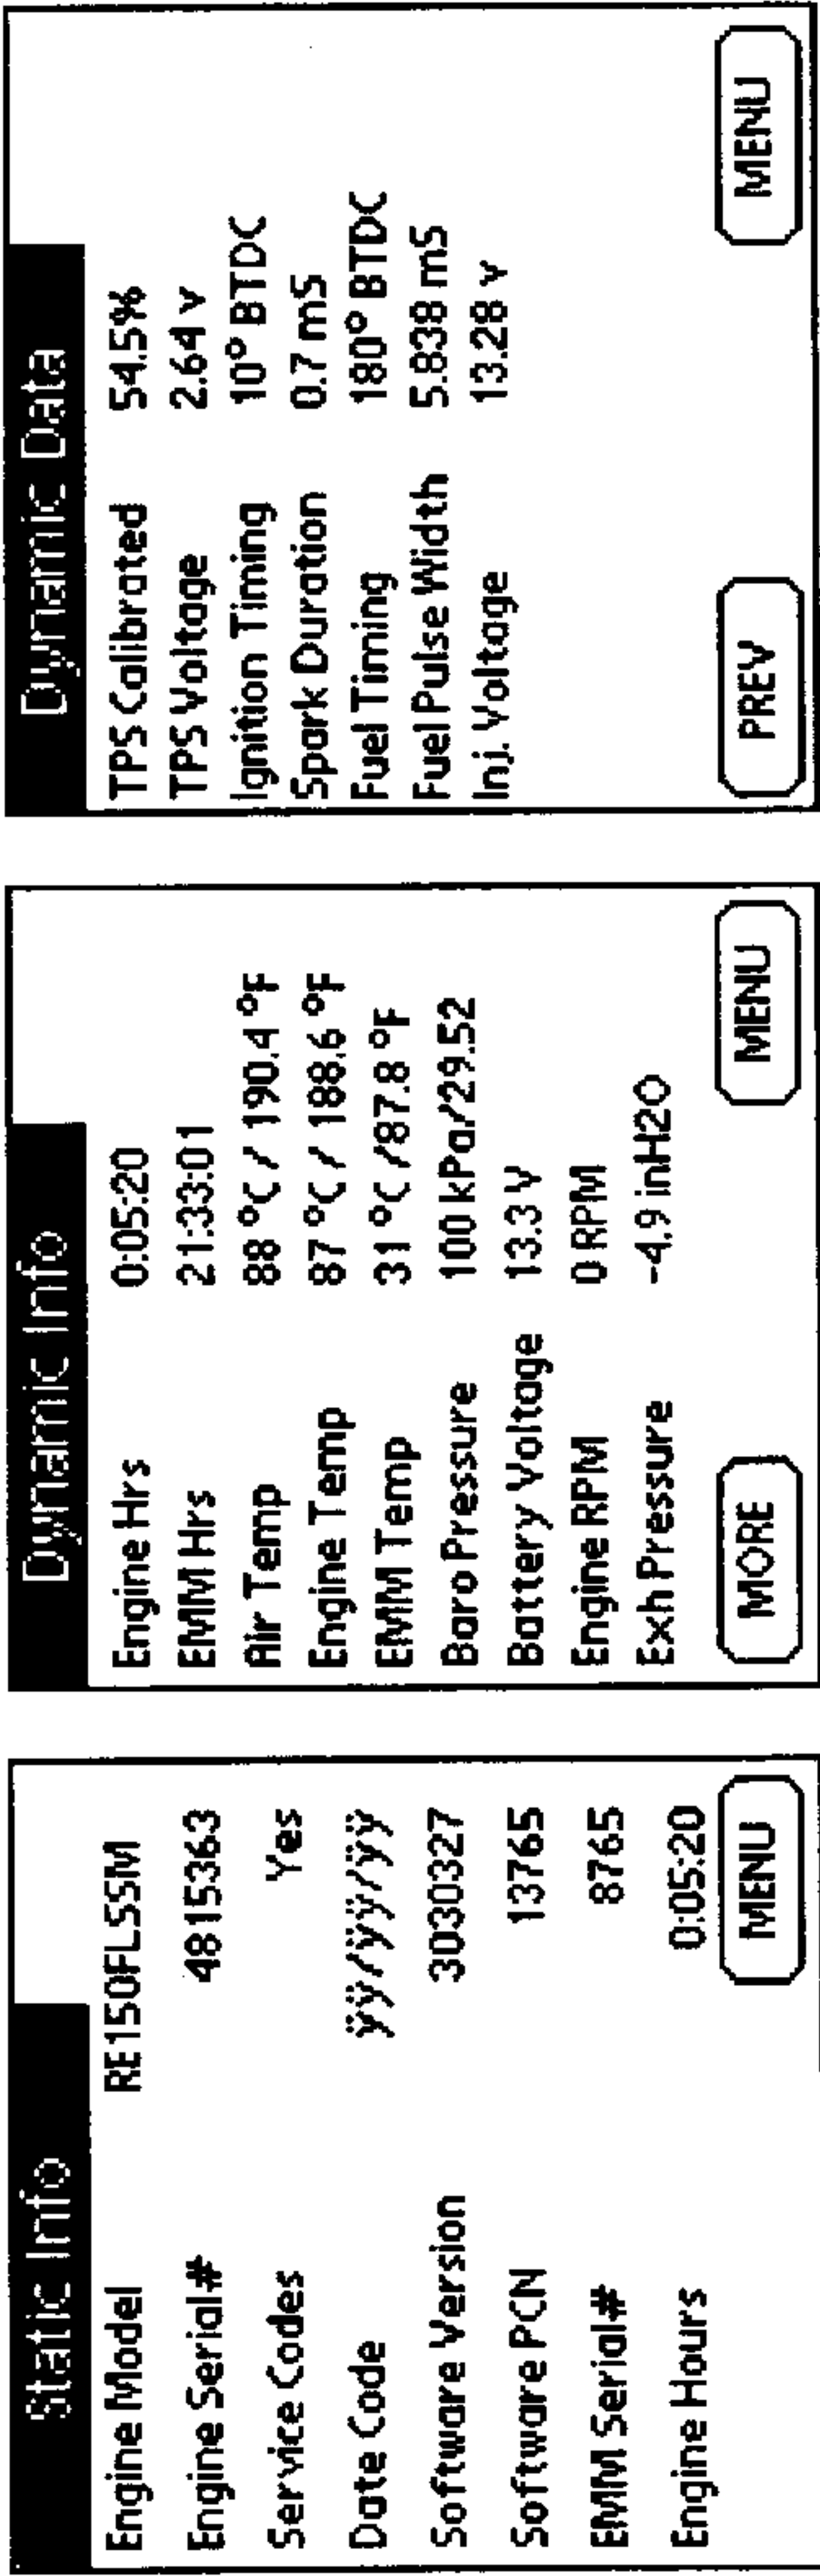 Static Info
Engine Model RE150FLSSM
Engine Serial# 4815363
Service Codes Yes
Date Code ÿÿ/ÿÿ/ÿÿ
Software Version 3030327
Software PCN 13765
EMM Serial# 8765
Engine Hours 0:05:20
MENU
Dynamic Info
Engine Hrs 0:05:20
EMM Hrs 21:33:01
Air Temp 88 °C / 190.4 °F
Engine Temp 87 °C / 188.6 °F
EMM Temp 31 °C /87.8 °F
Baro Pressure 100 kPa/29.52
Battery Voltage 13.3 V
Engine RPM 0 RPM
Exh Pressure -4.9 inH2O
MORE MENU
Dynamic Data
TPS Calibrated 54.5%
TPS Voltage 2.64 v
Ignition Timing 10° BTDC
Spark Duration 0.7 mS
Fuel Timing 180° BTDC
Fuel Pulse Width 5.838 mS
Inj. Voltage 13.28 v
PREV MENU